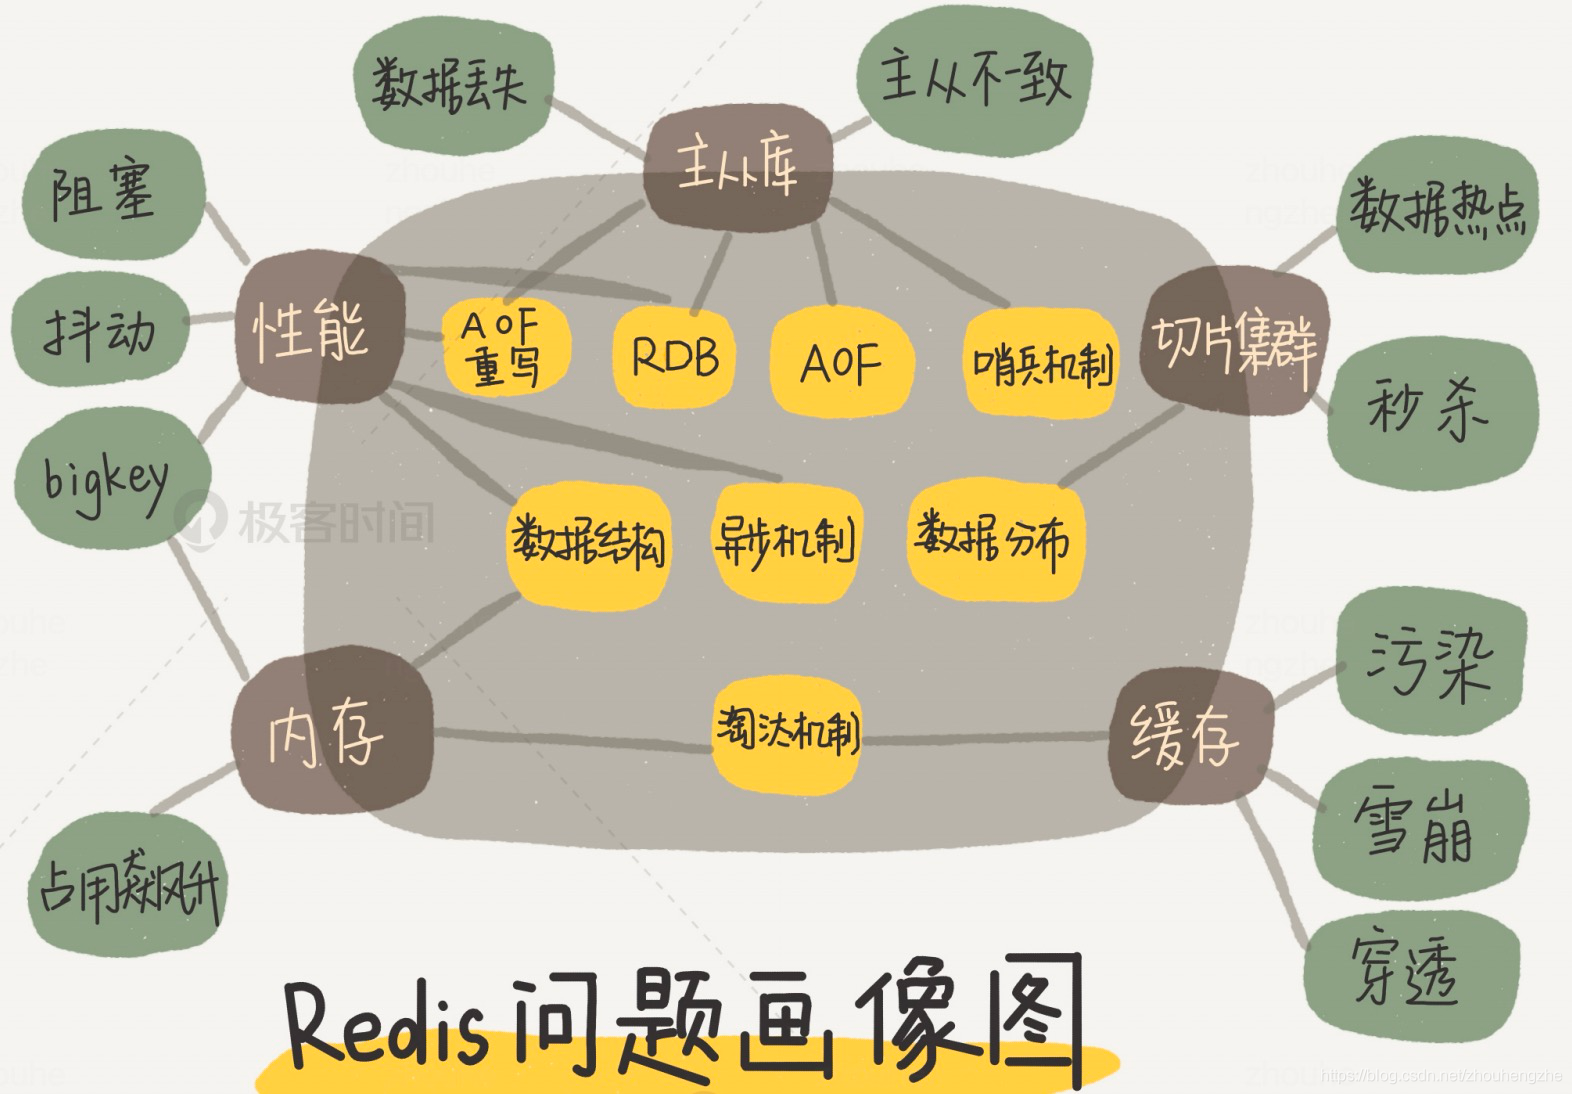 数据丢失
主从不一致
主从库
阻塞
数据热点
性能
切片集群
抖动
AOF
重写
RDB
AOF
哨兵机制
秒杀
bigkey
极客时间
数据结构
异步机制
数据分布
污染
内存
淘汰机制
缓存
雪崩
占用飙升
穿透
Redis问题画像图
https://blog.csdn.net/zhouhengzhe